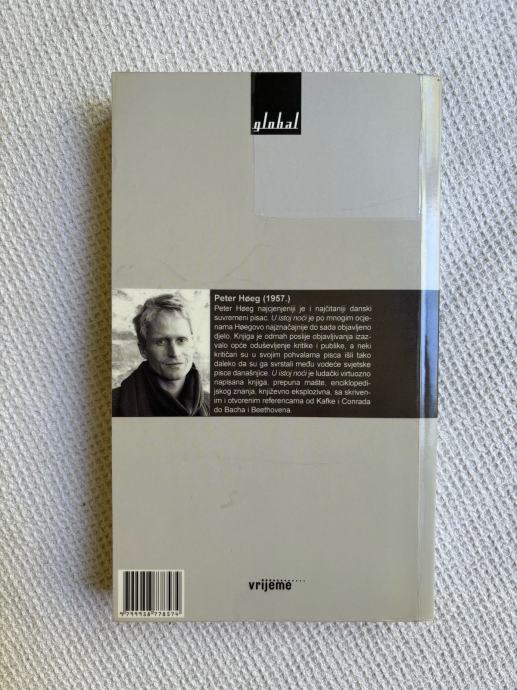 global
Peter Høeg (1957.)
Peter Høeg najcjenjeniji je i najčitaniji danski
suvremeni pisac. U istoj noći je po mnogim ocje-
nama Høegovo najznačajnije do sada objavljeno
djelo. Knjiga je odmah poslije objavljivanja izaz-
valo opće oduševljenje kritike i publike, a neki
kritičari su u svojim pohvalama pisca išli tako
daleko da su ga svrstali među vodeće svjetske
pisce današnjice. U istoj noći je ludački virtuozno
napisana knjiga, prepuna mašte, enciklopedi-
jskog znanja, književno eksplozivna, sa skriven-
im i otvorenim referencama od Kafke i Conrada
do Bacha i Beethovena.
vrijeme
9 799958 778574